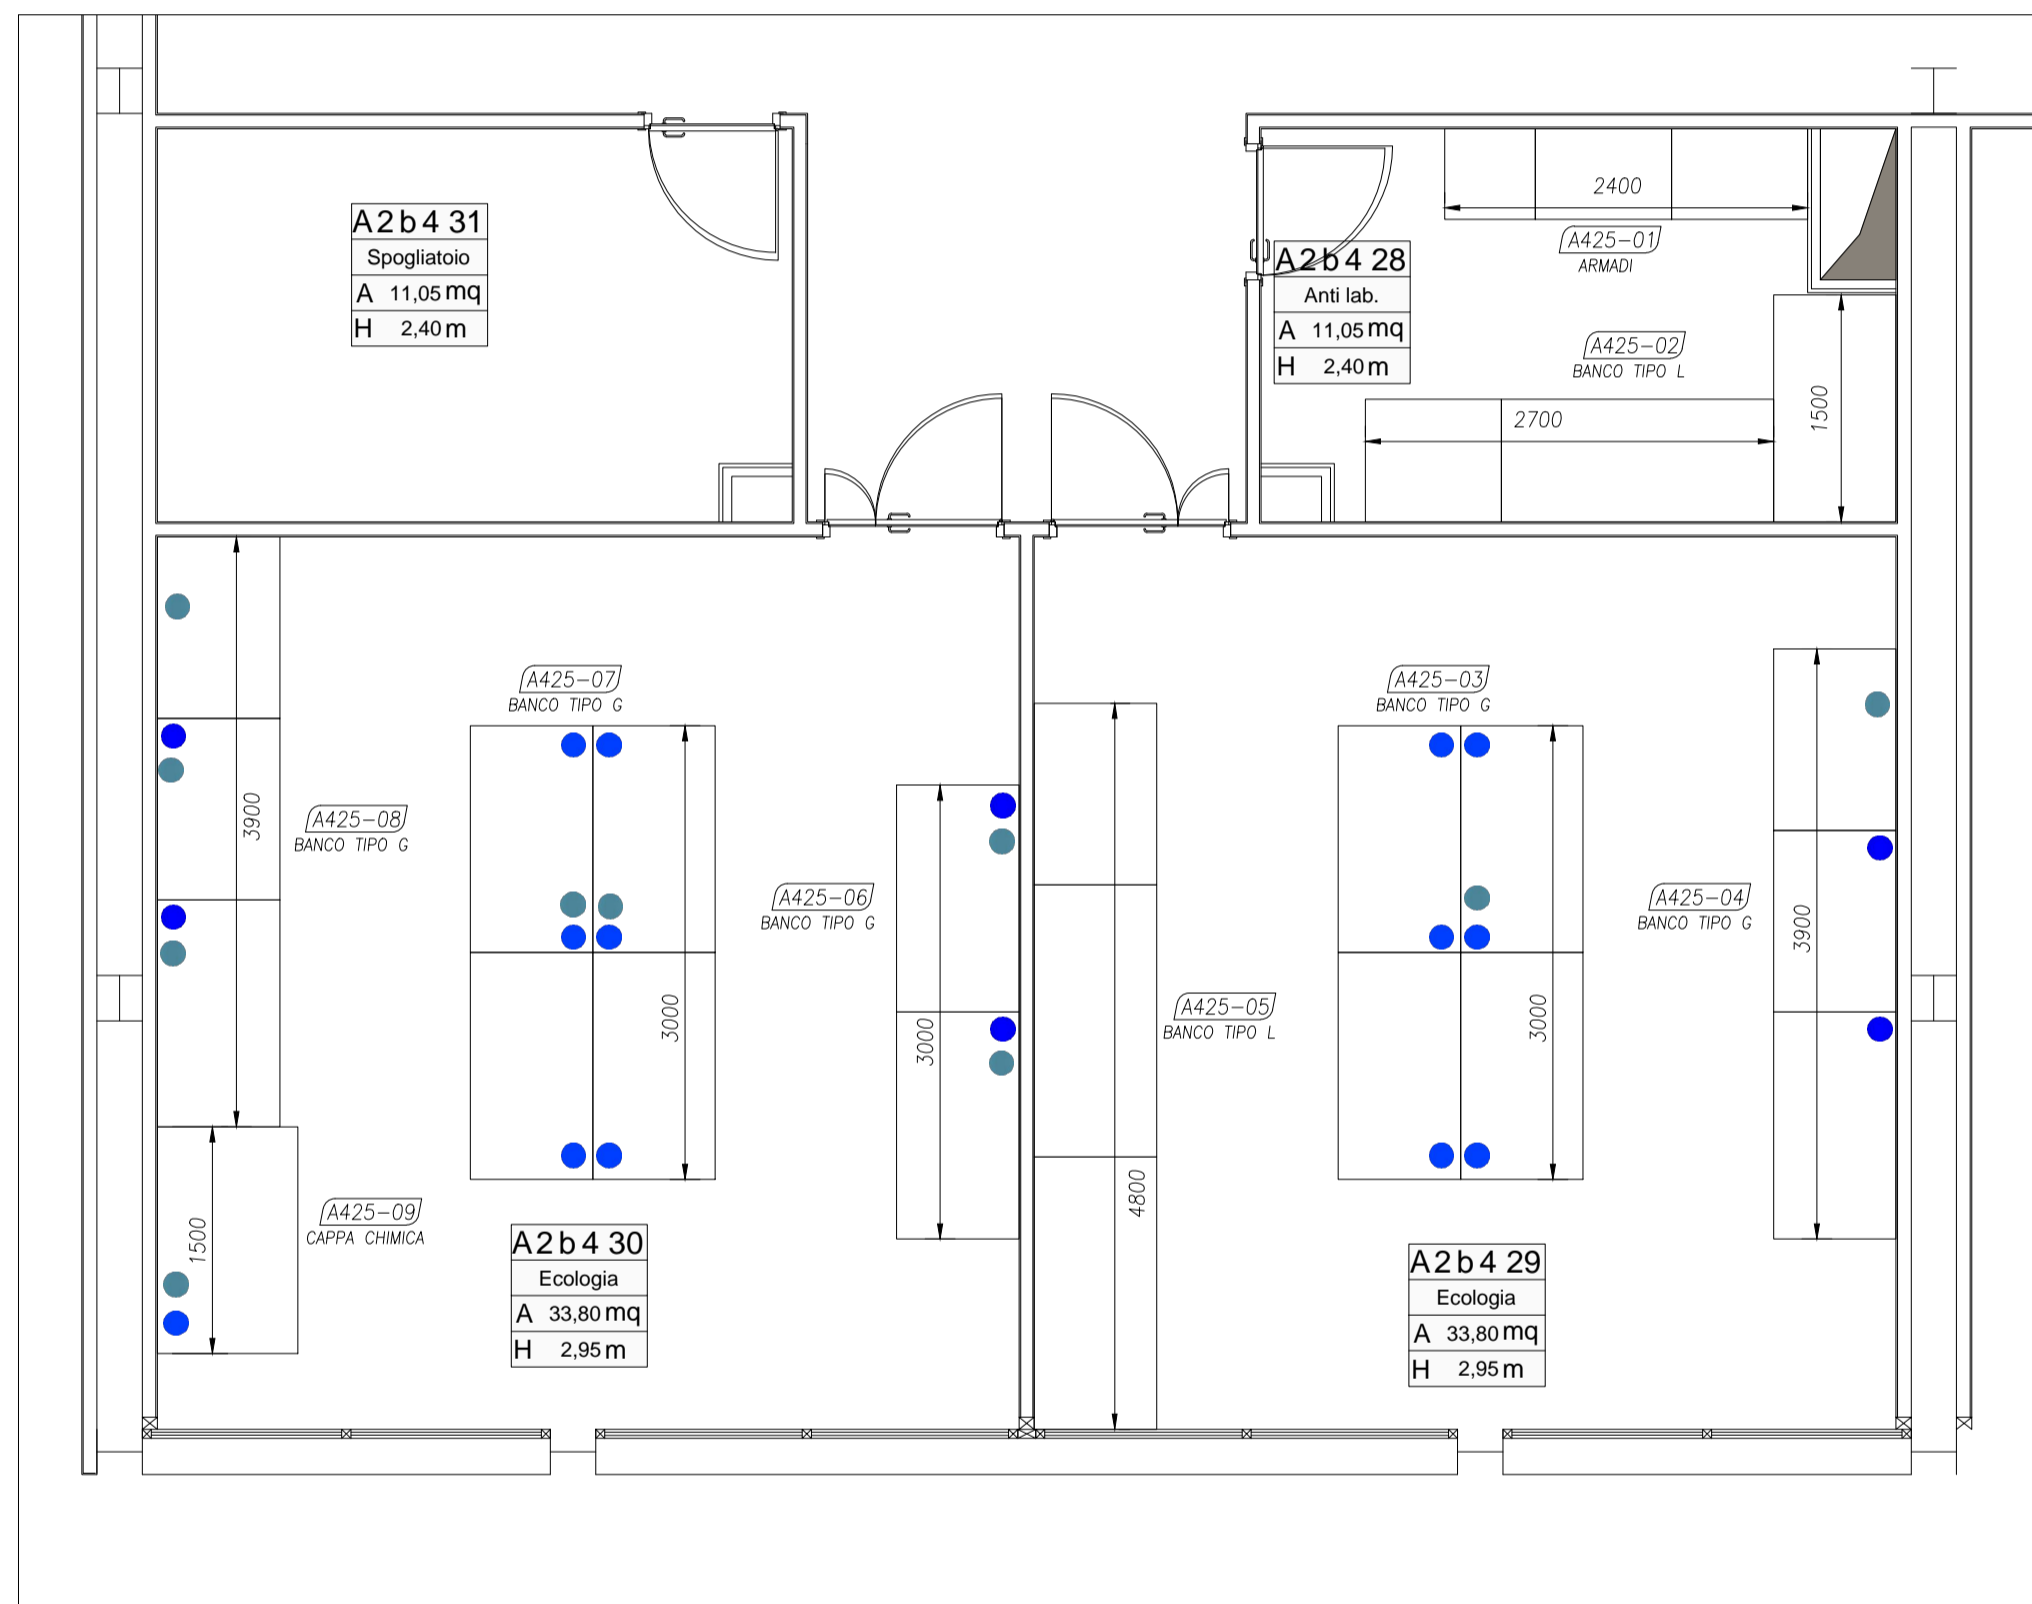 A2b4 31
Spogliatoio
A 11,05 mq
H 2,40 m
2400
A425-01
ARMADI
A2b4 28
Anti lab.
A 11,05 mq
H 2,40 m
A425-02
BANCO TIPO L
1500
2700
A425-07
BANCO TIPO G
A425-03
BANCO TIPO G
3900
A425-08
BANCO TIPO G
A425-06
BANCO TIPO G
A425-04
BANCO TIPO G
3900
3000
3000
A425-05
BANCO TIPO L
3000
4800
A425-09
CAPPA CHIMICA
1500
A2b4 30
Ecologia
A 33,80 mq
H 2,95 m
A2b4 29
Ecologia
A 33,80 mq
H 2,95 m